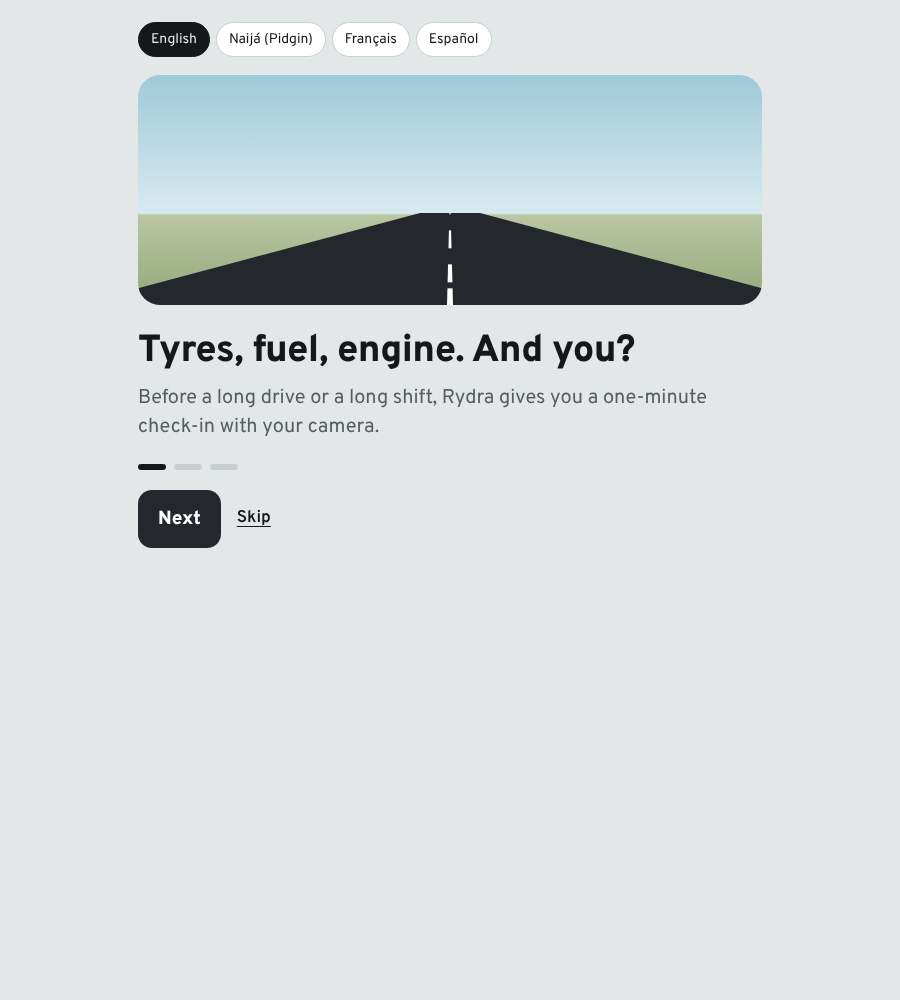 English
Naijá (Pidgin)
Français
Español
Tyres, fuel, engine. And you?
Before a long drive or a long shift, Rydra gives you a one-minute
check-in with your camera.
Next
Skip